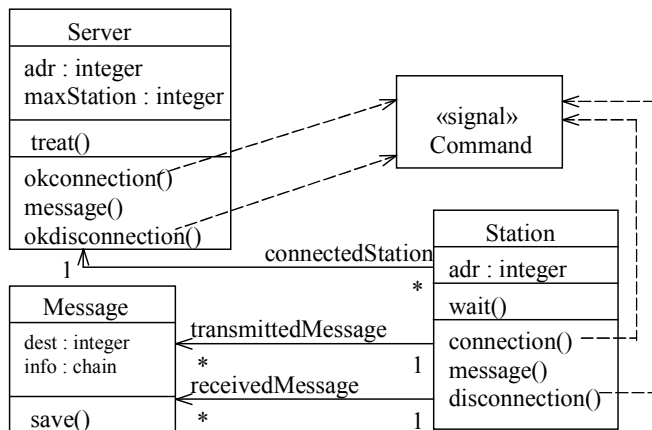 Server
adr : integer
maxStation : integer
treat()
okconnection()
message()
okdisconnection()
«signal»
Command
1
connectedStation
*
Station
adr : integer
wait()
connection()
message()
disconnection()
Message
dest : integer
info : chain
save()
transmittedMessage
*
1
receivedMessage
*
1